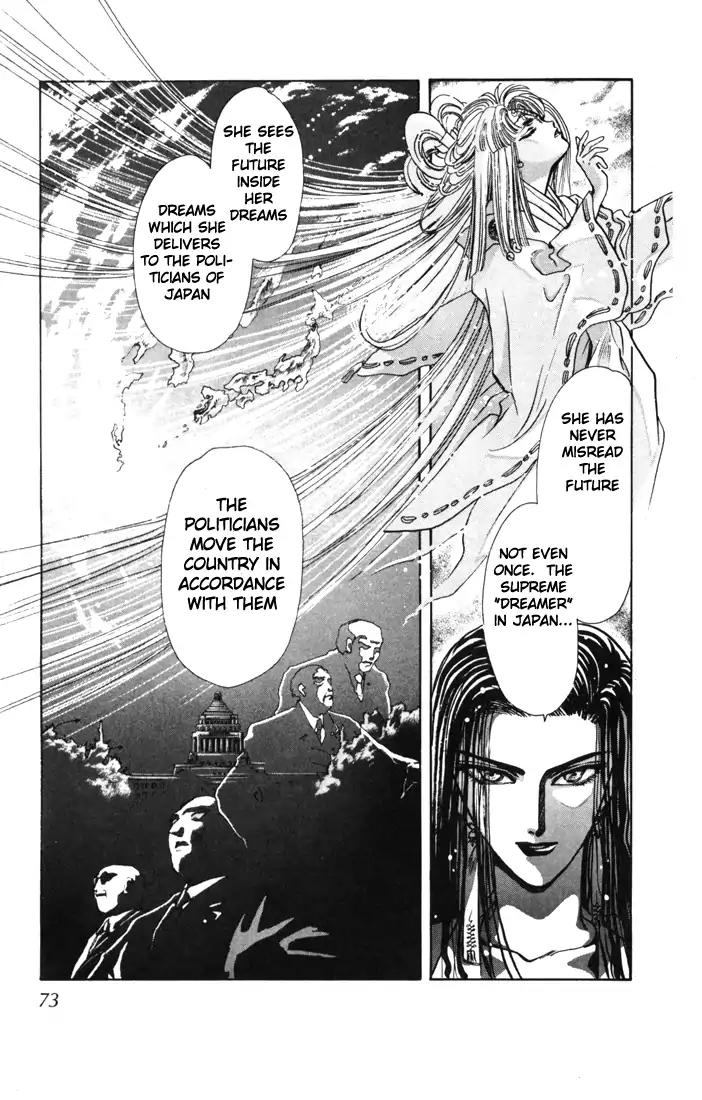 SHE HAS
NEVER
MISREAD
THE
FUTURE
NOT EVEN
ONCE. THE
SUPREME
"DREAMER"
IN JAPAN...
SHE SEES
THE
FUTURE
INSIDE
HER
DREAMS
DREAMS
WHICH SHE
DELIVERS
TO THE POLI-
TICIANS OF
JAPAN
THE
POLITICIANS
MOVE THE
COUNTRY IN
ACCORDANCE
WITH THEM
73